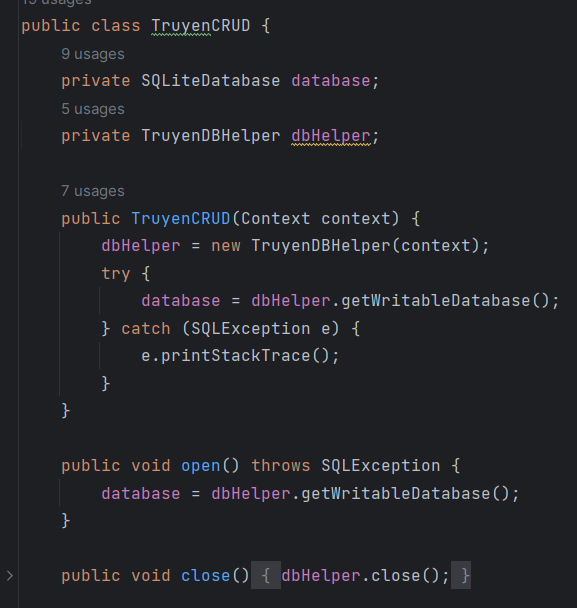 usages
public class TruyenCRUD {
9 usages
private SQLiteDatabase database;
5 usages
private TruyenDBHelper dbHelper;
7 usages
public TruyenCRUD(Context context) {
dbHelper = new TruyenDBHelper(context);
try {
database = dbHelper.getWritableDatabase();
} catch (SQLException e) {
e.printStackTrace();
}
}
public void open() throws SQLException {
database = dbHelper.getWritableDatabase();
}
public void close() { dbHelper.close(); }